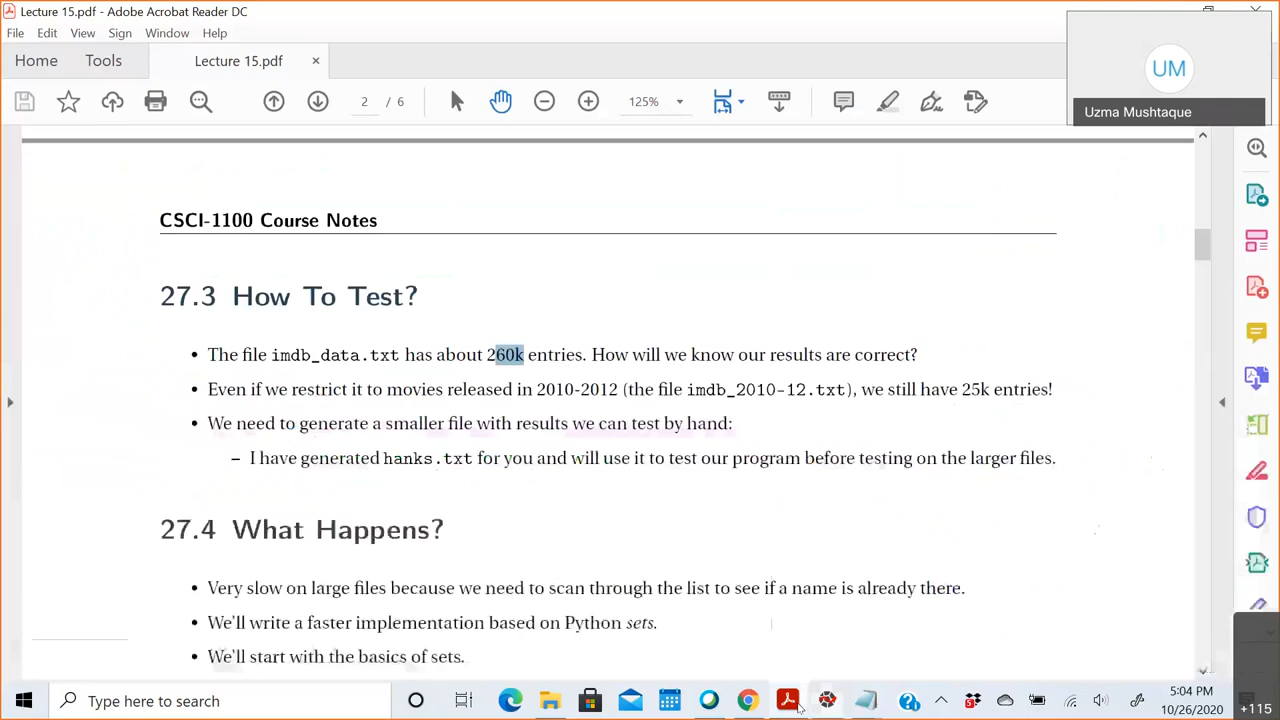 Lecture 15.pdf - Adobe Acrobat Reader DC
File Edit View Sign Window Help
Home Tools Lecture 15.pdf ×
2 / 6 125%
UM
Uzma Mushtaque
CSCI-1100 Course Notes
27.3 How To Test?
• The file imdb_data.txt has about 260k entries. How will we know our results are correct?
• Even if we restrict it to movies released in 2010-2012 (the file imdb_2010-12.txt), we still have 25k entries!
• We need to generate a smaller file with results we can test by hand:
– I have generated hanks.txt for you and will use it to test our program before testing on the larger files.
27.4 What Happens?
• Very slow on large files because we need to scan through the list to see if a name is already there.
• We'll write a faster implementation based on Python sets.
• We'll start with the basics of sets.
Type here to search
5:04 PM
10/26/2020
+115